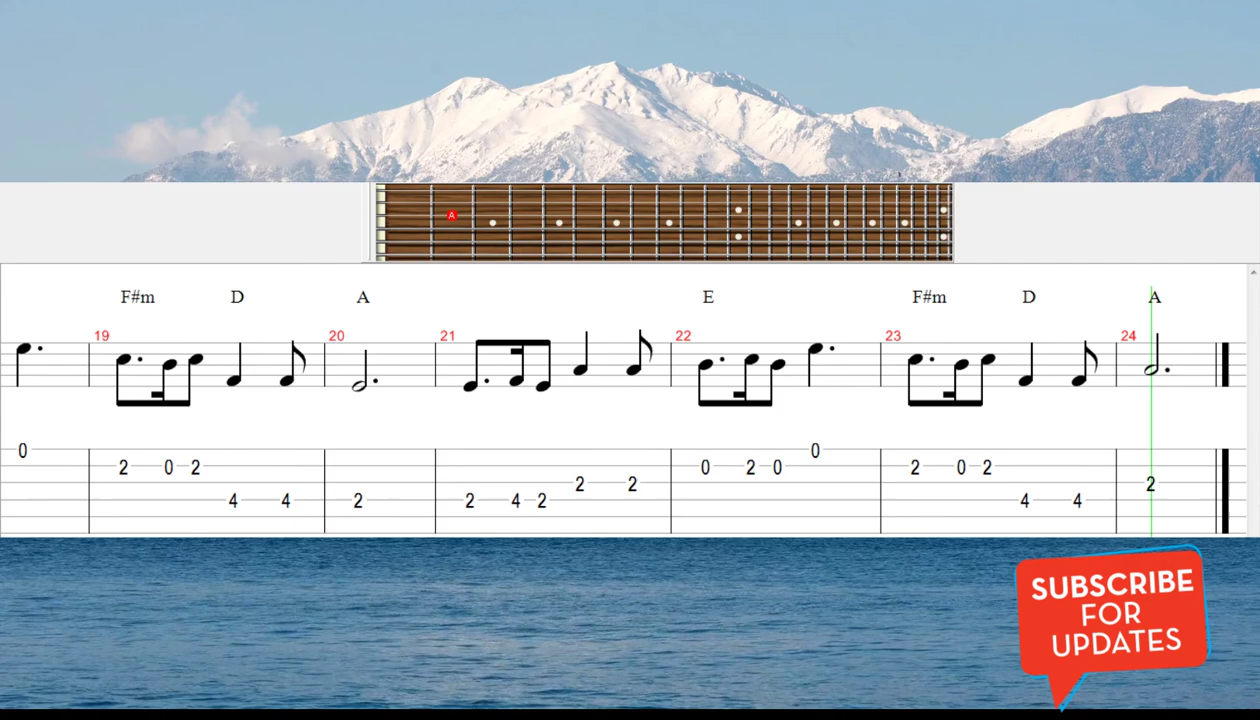 A
F#m D A E F#m D A
19 20 21 22 23 24
0 0 2 0 0
2 0 2 2 2 2 0 2 2
4 4 2 2 4 2 4 4
SUBSCRIBE
FOR
UPDATES